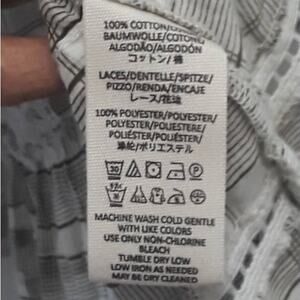 100% COTTON/COTON/
BAUMWOLLE/COTONE/
ALGODÃO/ALGODÓN
コットン/棉
LACES/DENTELLE/SPITZE/
PIZZO/RENDA/ENCAJE
レース/花边
100% POLYESTER/POLYESTER/
POLYESTER/POLIESTERE/
POLIÉSTER/POLIÉSTER/
涤纶/ポリエステル
30
MACHINE WASH COLD GENTLE
WITH LIKE COLORS
USE ONLY NON-CHLORINE
BLEACH
TUMBLE DRY LOW
LOW IRON AS NEEDED
MAY BE DRY CLEANED